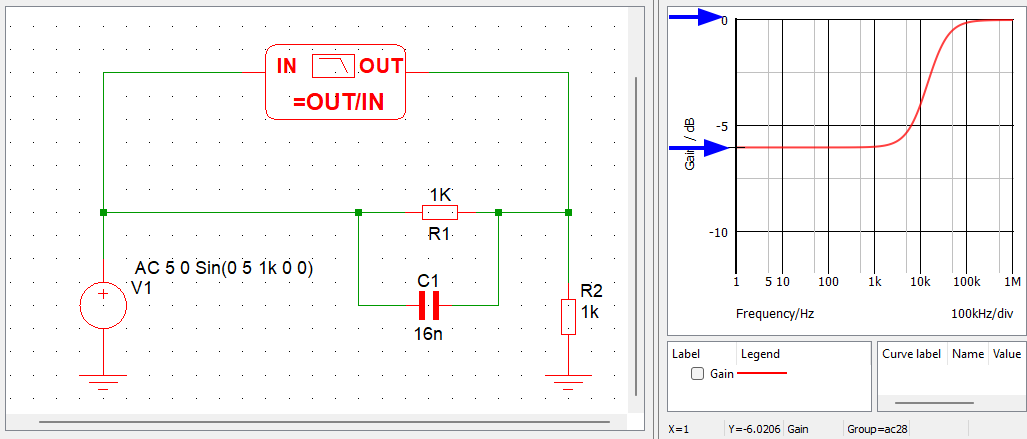 IN OUT
=OUT/IN
1K
R1
AC 5 0 Sin(0 5 1k 0 0)
V1
C1
16n
R2
1k
Gain / dB
0
-5
-10
1 5 10 100 1k 10k 100k 1M
Frequency/Hz 100kHz/div
Label Legend
Gain
Curve label Name Value
X=1 Y=-6.0206 Gain Group=ac28